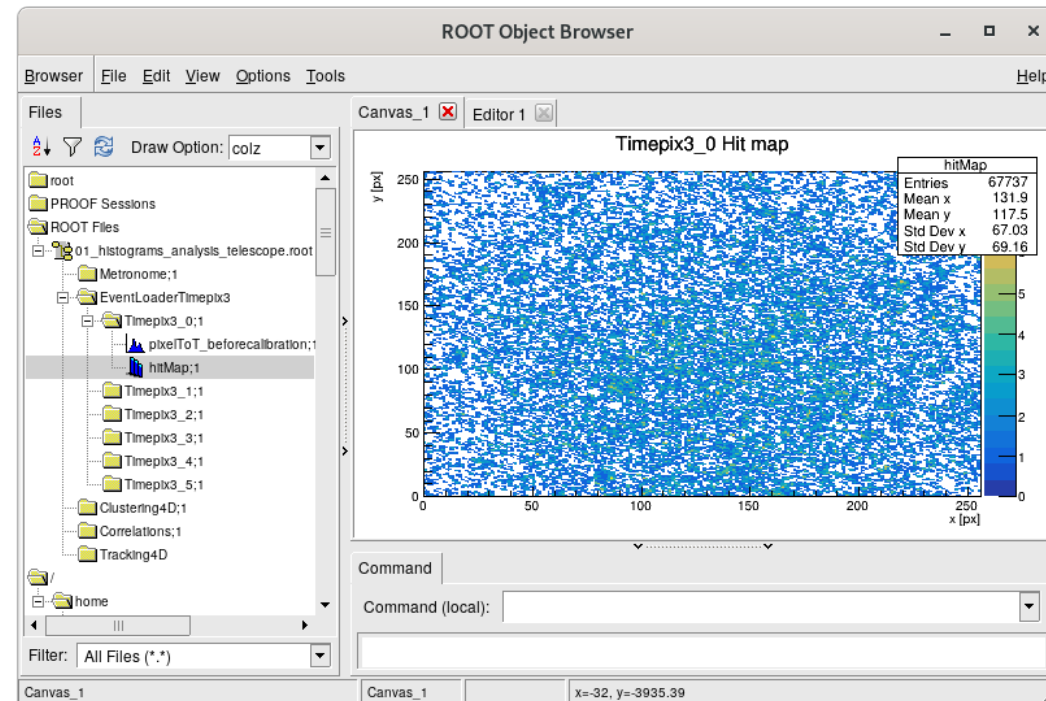 ROOT Object Browser
Browser File Edit View Options Tools Help
Files
Canvas_1 Editor 1
Draw Option: colz
root
PROOF Sessions
ROOT Files
01_histograms_analysis_telescope.root
Metronome;1
EventLoaderTimepix3
Timepix3_0;1
pixelToT_beforecalibration;1
hitMap;1
Timepix3_1;1
Timepix3_2;1
Timepix3_3;1
Timepix3_4;1
Timepix3_5;1
Clustering4D;1
Correlations;1
Tracking4D
/
home
Filter: All Files (*.*)
Timepix3_0 Hit map
y [px]
250
200
150
100
50
0
0 50 100 150 200 250
x [px]
hitMap
Entries 67737
Mean x 131.9
Mean y 117.5
Std Dev x 67.03
Std Dev y 69.16
5
4
3
2
1
0
Command
Command (local):
Canvas_1 Canvas_1 x=-32, y=-3935.39